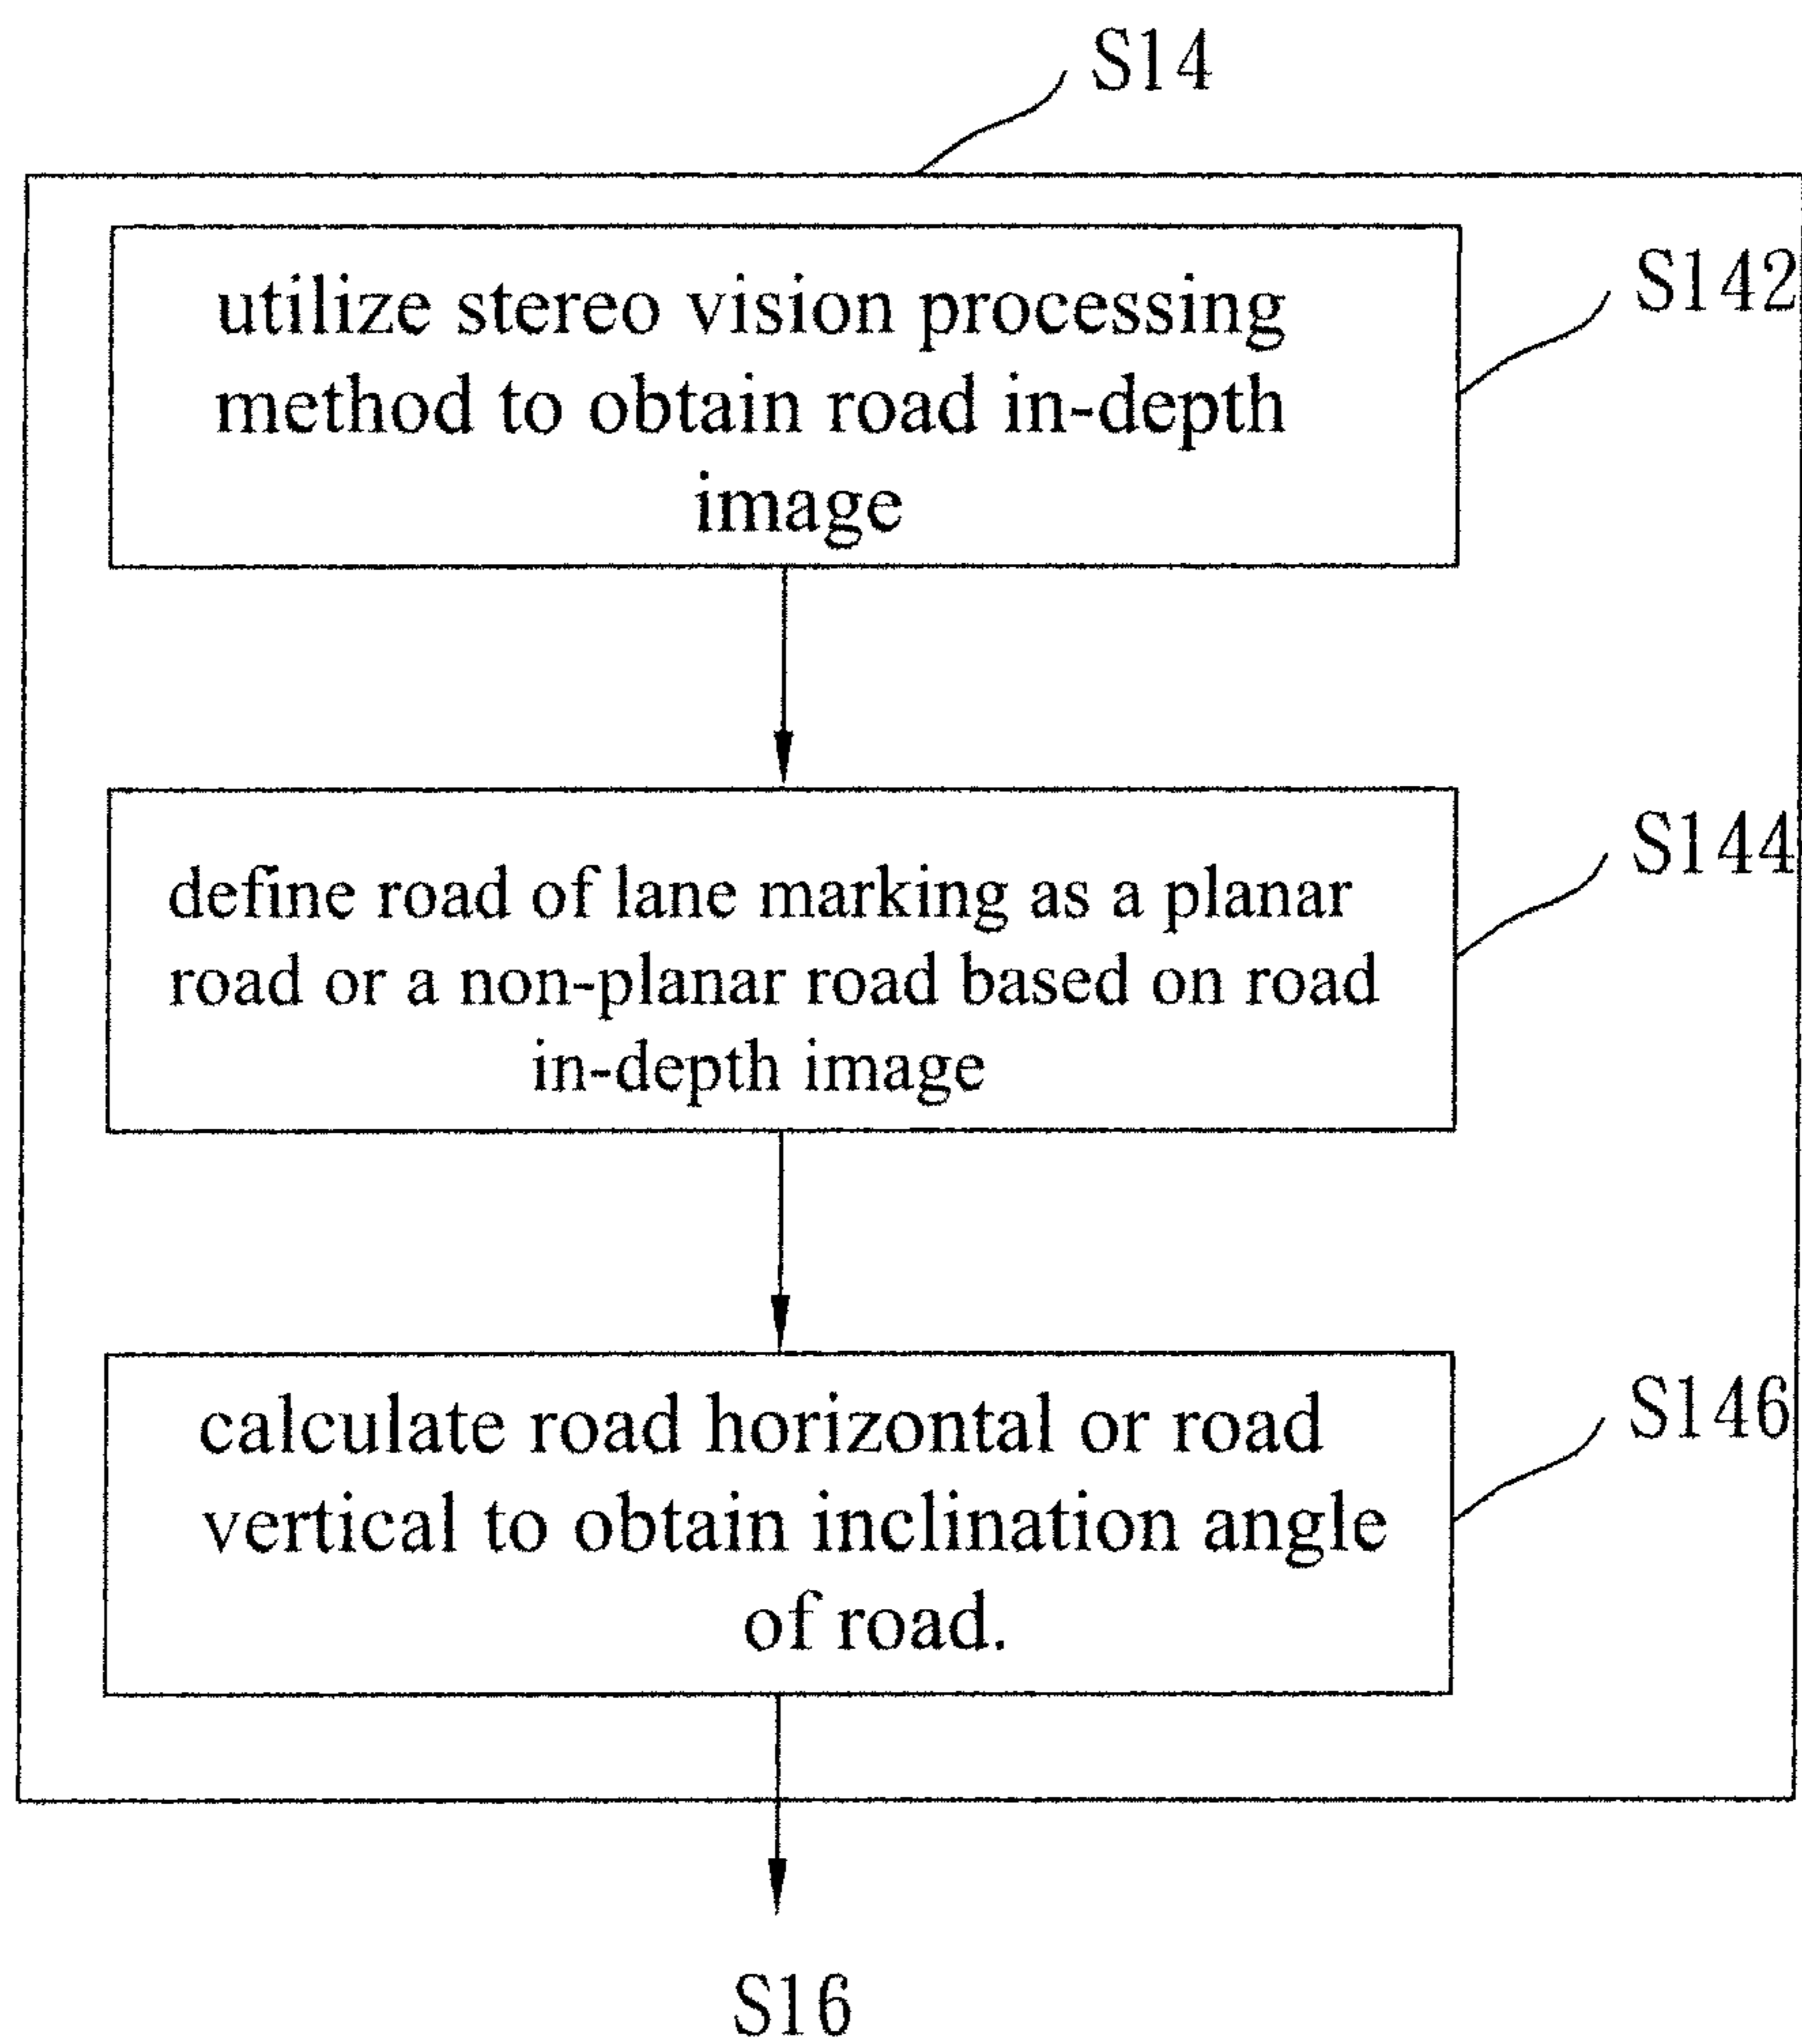 S14
utilize stereo vision processing
method to obtain road in-depth
image
S142
define road of lane marking as a planar
road or a non-planar road based on road
in-depth image
S144
calculate road horizontal or road
vertical to obtain inclination angle
of road.
S146
S16